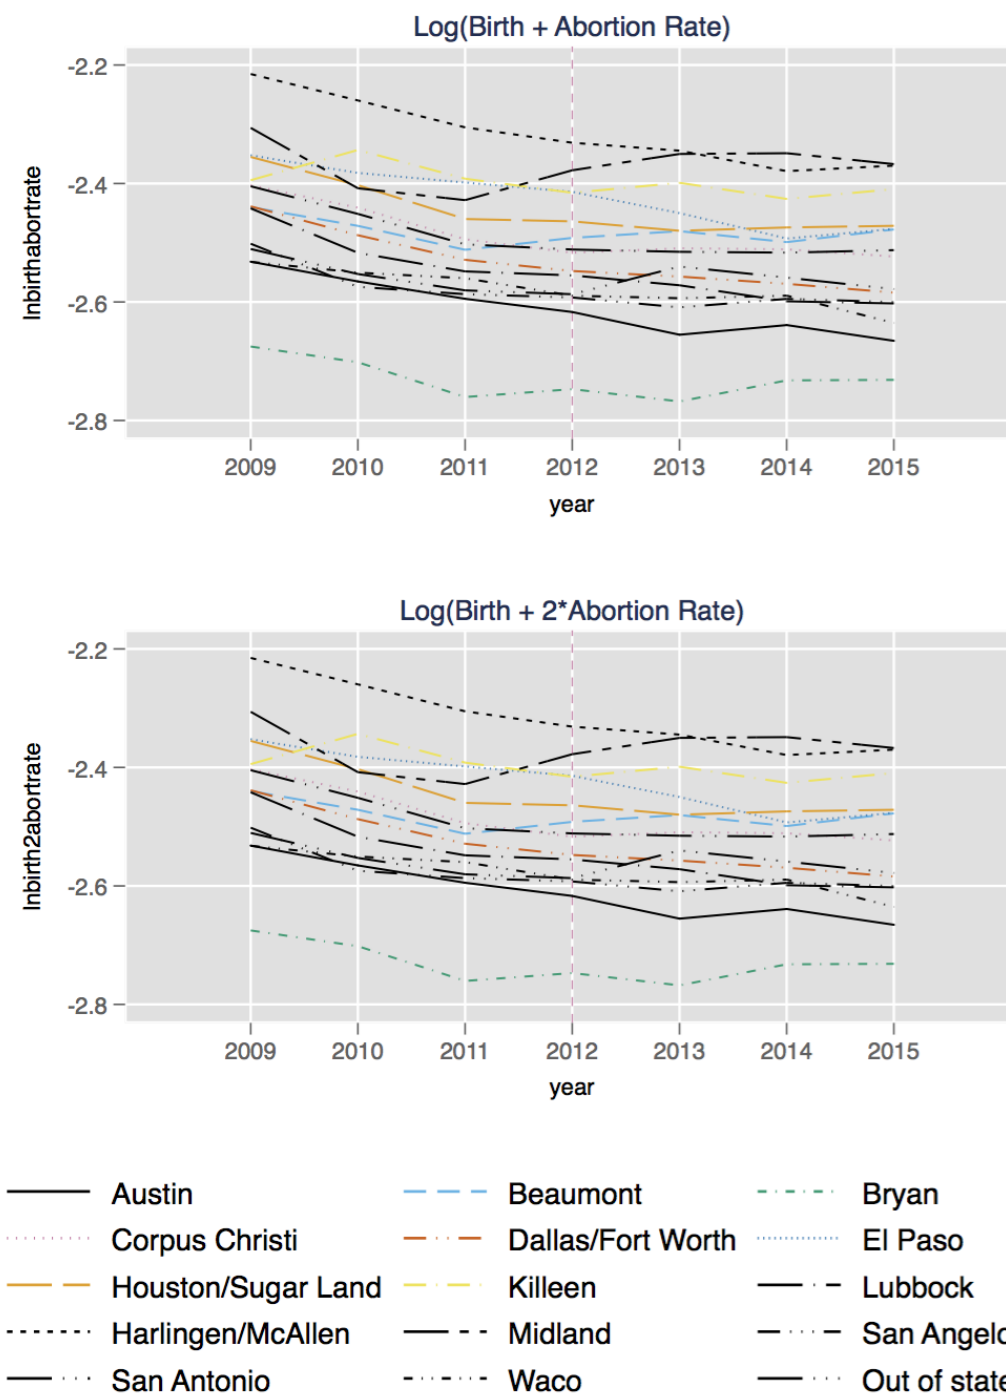 Log(Birth + Abortion Rate)
-2.2
-2.4
-2.6
-2.8
lnbirthabortrate
2009 2010 2011 2012 2013 2014 2015
year
Log(Birth + 2*Abortion Rate)
-2.2
-2.4
-2.6
-2.8
lnbirth2abortrate
2009 2010 2011 2012 2013 2014 2015
year
Austin Beaumont Bryan
Corpus Christi Dallas/Fort Worth El Paso
Houston/Sugar Land Killeen Lubbock
Harlingen/McAllen Midland San Angelo
San Antonio Waco Out of state